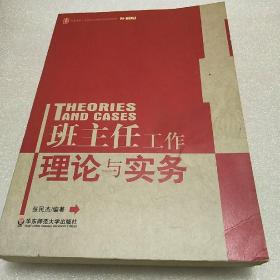 THEORIES
AND CASES
班主任工作
理论与实务
张民杰/编著
华东师范大学出版社